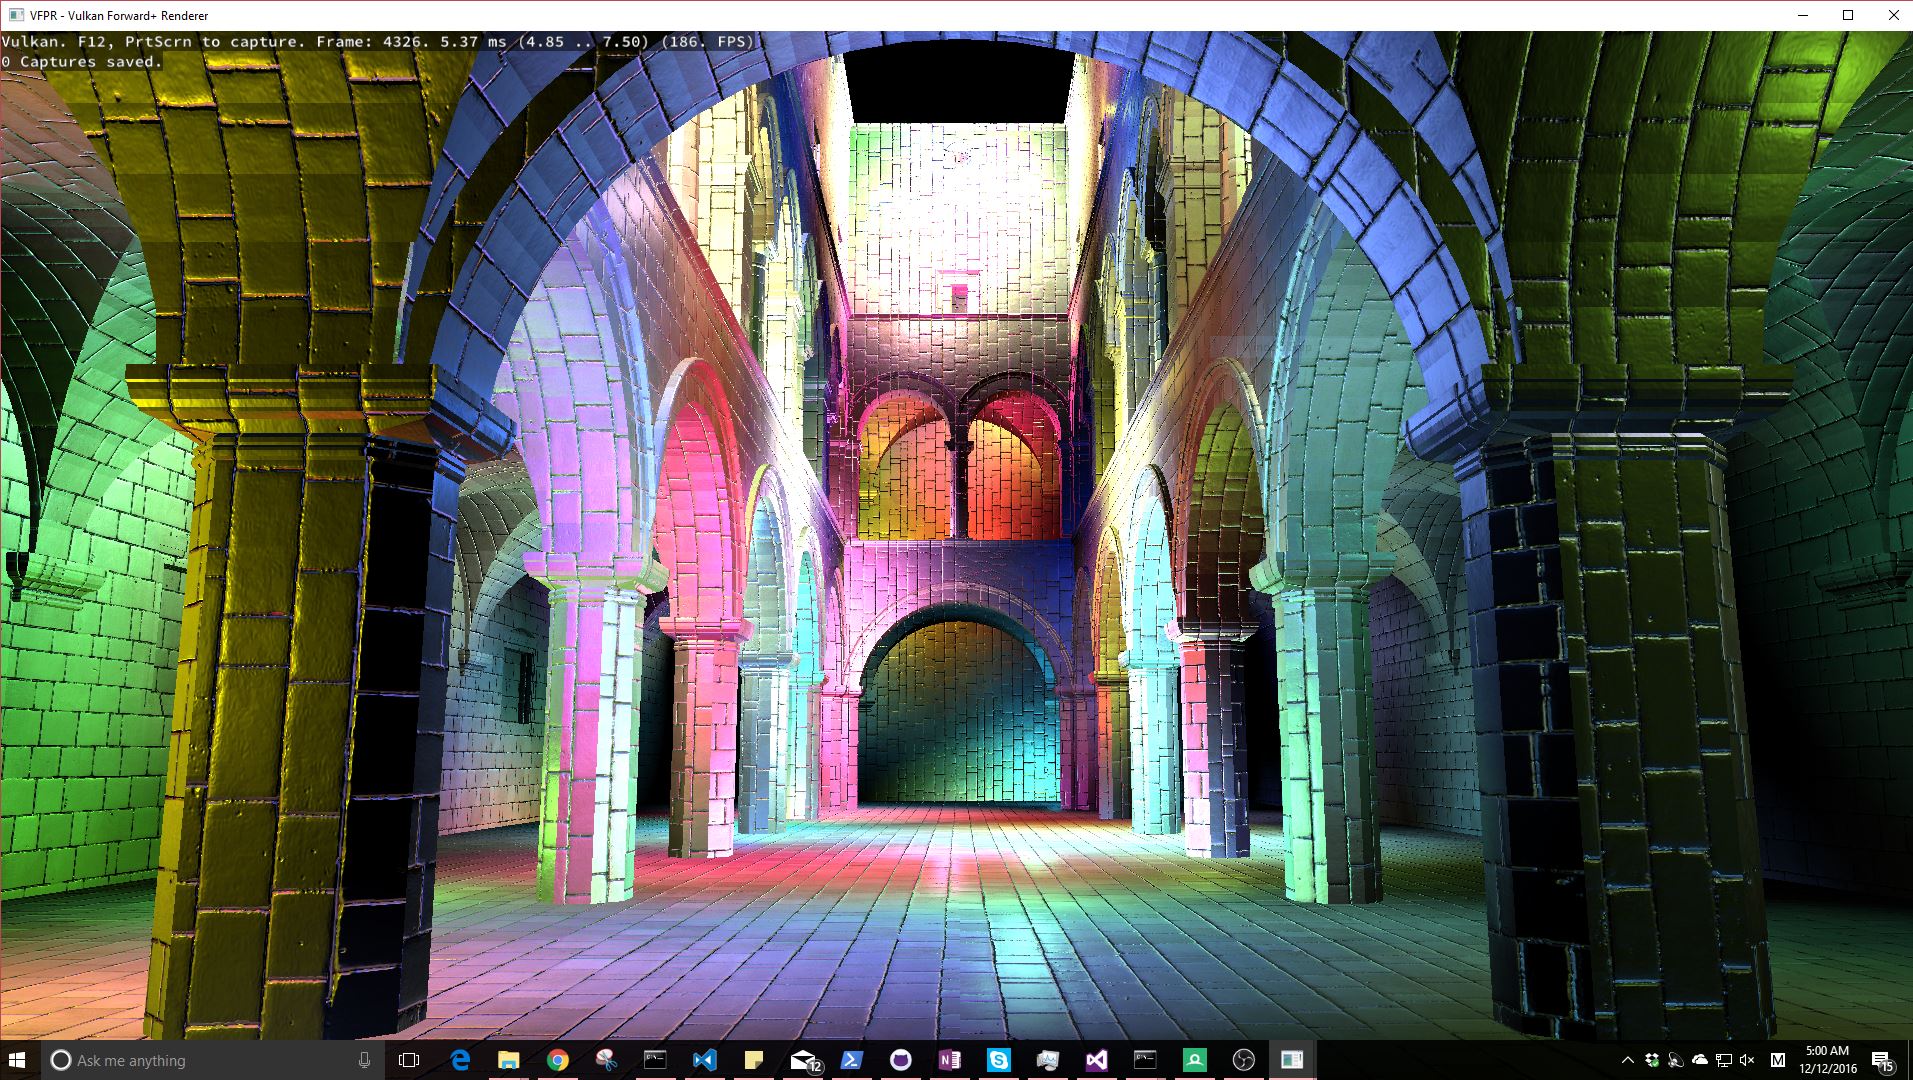 VFPR - Vulkan Forward+ Renderer
Vulkan. F12, PrtScrn to capture. Frame: 4326. 5.37 ms (4.85 .. 7.50) (186. FPS)
0 Captures saved.
Ask me anything
12
5:00 AM
12/12/2016
15